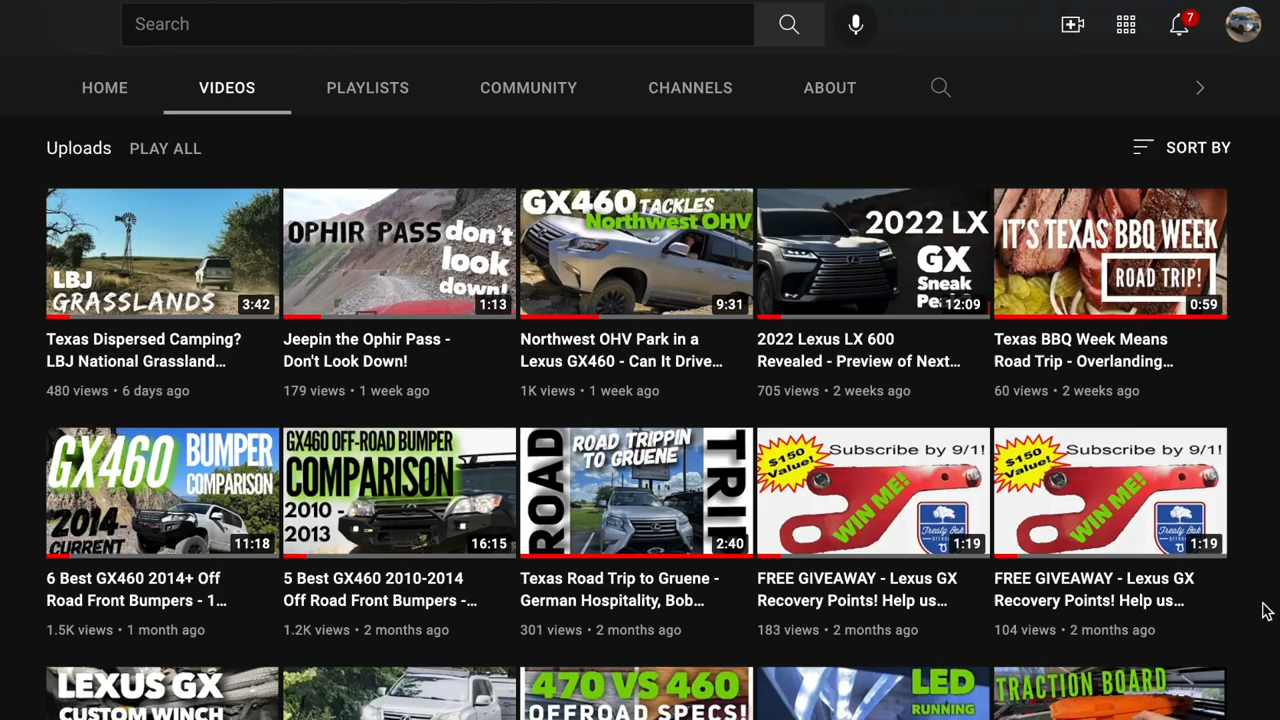 Search
7
HOME
VIDEOS
PLAYLISTS
COMMUNITY
CHANNELS
ABOUT
Uploads
PLAY ALL
SORT BY
LBJ
GRASSLANDS
3:42
OPHIR PASS don't
look
down!
1:13
GX460 TACKLES
Northwest OHV
9:31
2022 LX
GX
Sneak
12:09
IT'S TEXAS BBQ WEEK
ROAD TRIP!
0:59
Texas Dispersed Camping?
LBJ National Grassland...
480 views • 6 days ago
Jeepin the Ophir Pass -
Don't Look Down!
179 views • 1 week ago
Northwest OHV Park in a
Lexus GX460 - Can It Drive...
1K views • 1 week ago
2022 Lexus LX 600
Revealed - Preview of Next...
705 views • 2 weeks ago
Texas BBQ Week Means
Road Trip - Overlanding...
60 views • 2 weeks ago
GX460 BUMPER
COMPARISON
2014-
CURRENT
11:18
GX460 OFF-ROAD BUMPER
COMPARISON
2010 -
2013
16:15
ROAD
ROAD TRIPPIN
TO GRUENE
TRIP
2:40
$150
Value!
Subscribe by 9/1!
WIN ME!
Treaty Oak
OFFROAD
1:19
$150
Value!
Subscribe by 9/1!
WIN ME!
Treaty Oak
OFFROAD
1:19
6 Best GX460 2014+ Off
Road Front Bumpers - 1...
1.5K views • 1 month ago
5 Best GX460 2010-2014
Off Road Front Bumpers -...
1.2K views • 2 months ago
Texas Road Trip to Gruene -
German Hospitality, Bob...
301 views • 2 months ago
FREE GIVEAWAY - Lexus GX
Recovery Points! Help us...
183 views • 2 months ago
FREE GIVEAWAY - Lexus GX
Recovery Points! Help us...
104 views • 2 months ago
LEXUS GX
CUSTOM WINCH
470 VS 460
OFFROAD SPECS!
LED
RUNNING
TRACTION BOARD